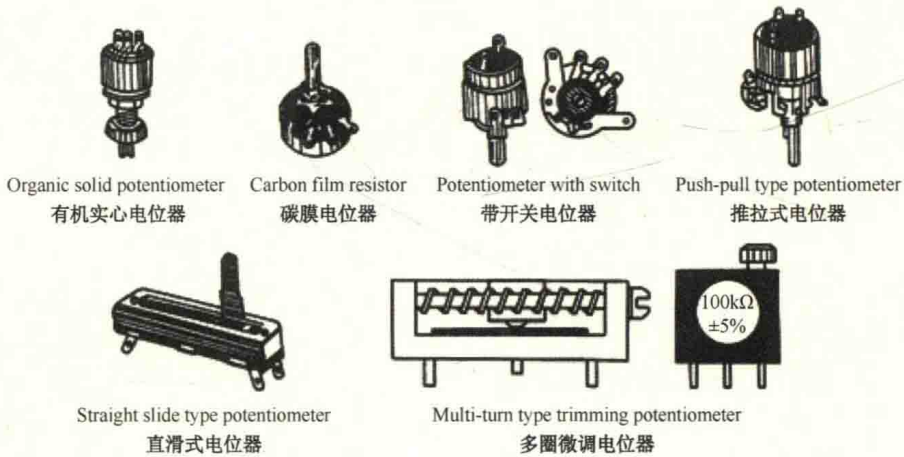 Organic solid potentiometer
有机实心电位器
Carbon film resistor
碳膜电位器
Potentiometer with switch
带开关电位器
Push-pull type potentiometer
推拉式电位器
100kΩ
±5%
Straight slide type potentiometer
直滑式电位器
Multi-turn type trimming potentiometer
多圈微调电位器